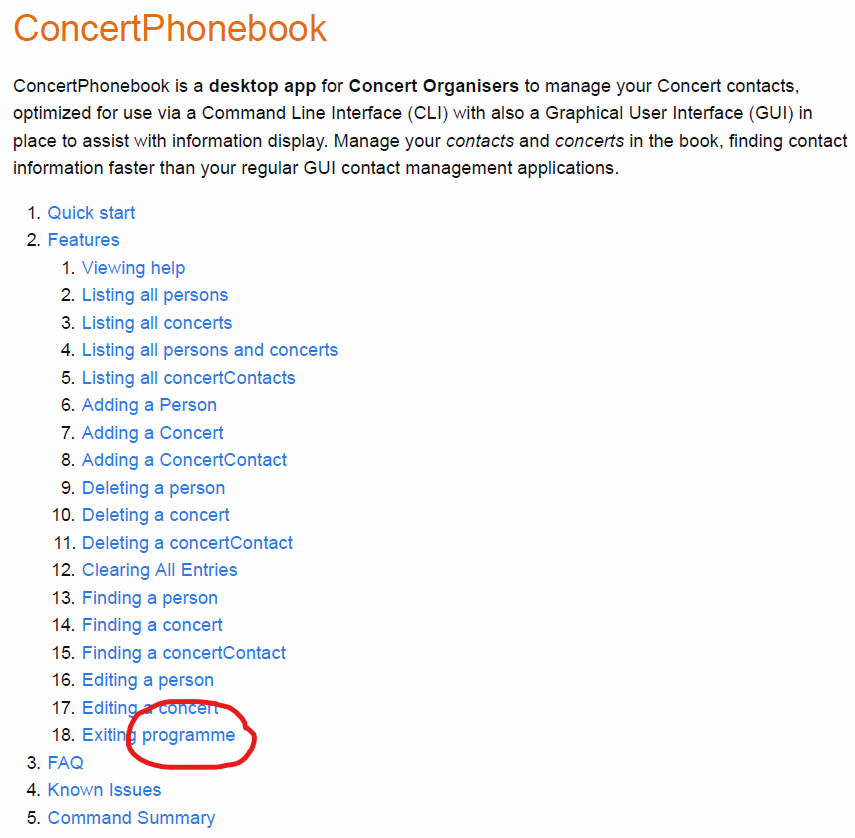 ConcertPhonebook
ConcertPhonebook is a desktop app for Concert Organisers to manage your Concert contacts,
optimized for use via a Command Line Interface (CLI) with also a Graphical User Interface (GUI) in
place to assist with information display. Manage your contacts and concerts in the book, finding contact
information faster than your regular GUI contact management applications.
1. Quick start
2. Features
1. Viewing help
2. Listing all persons
3. Listing all concerts
4. Listing all persons and concerts
5. Listing all concertContacts
6. Adding a Person
7. Adding a Concert
8. Adding a ConcertContact
9. Deleting a person
10. Deleting a concert
11. Deleting a concertContact
12. Clearing All Entries
13. Finding a person
14. Finding a concert
15. Finding a concertContact
16. Editing a person
17. Editing a concert
18. Exiting programme
3. FAQ
4. Known Issues
5. Command Summary